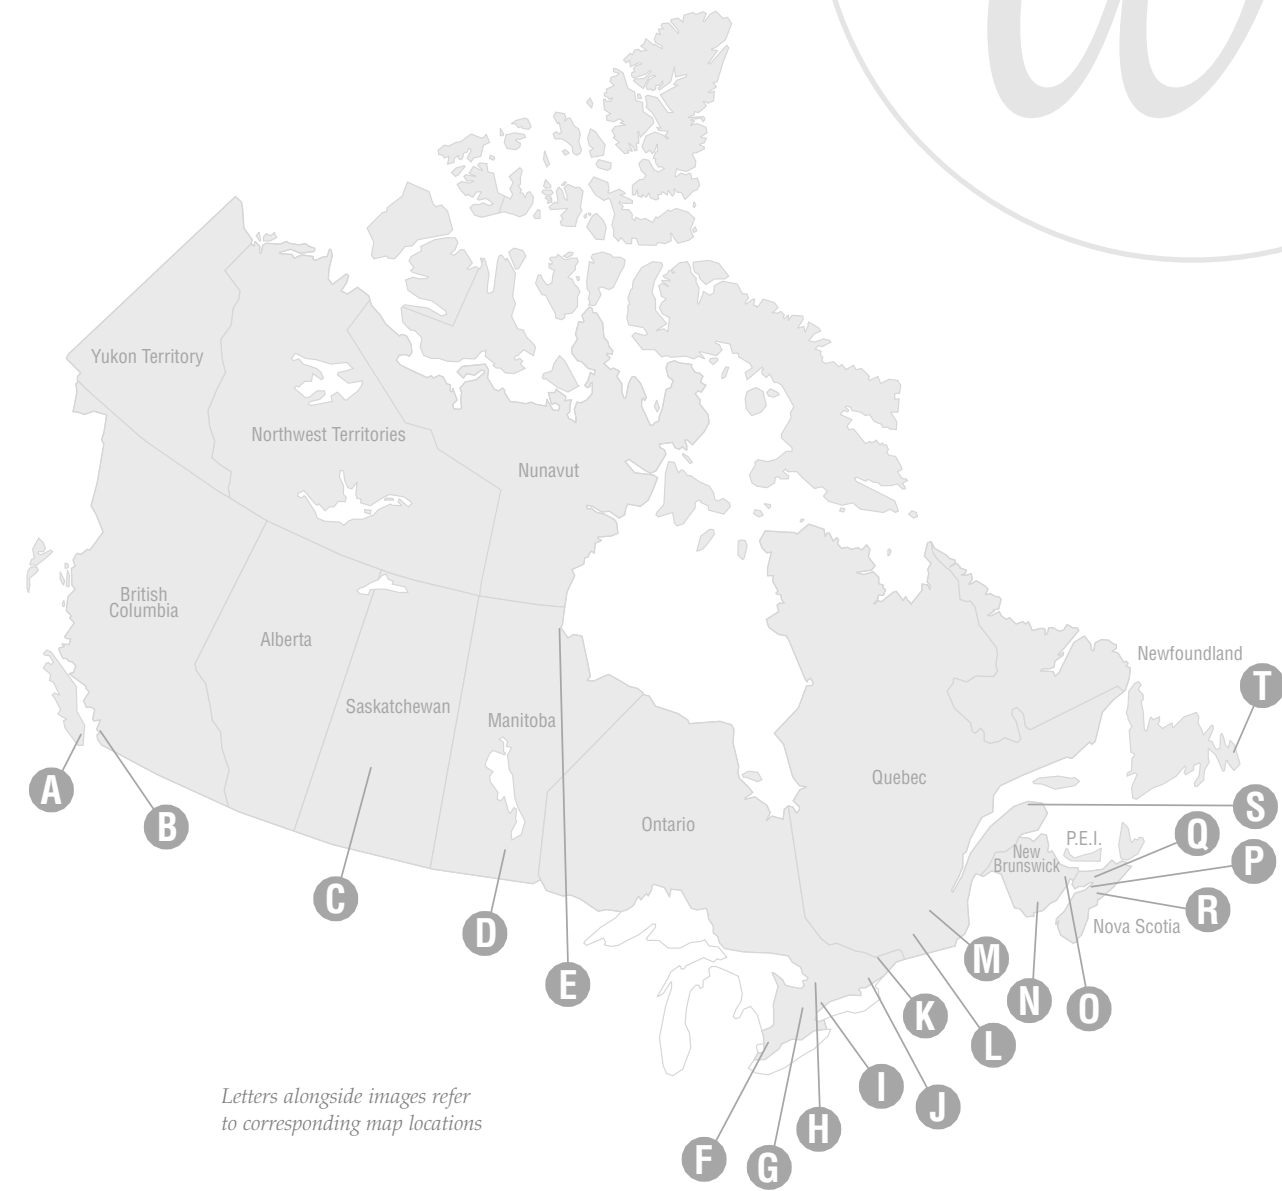 Yukon Territory
Northwest Territories
Nunavut
British
Columbia
Alberta
Saskatchewan
Manitoba
Ontario
Quebec
Newfoundland
P.E.I.
New
Brunswick
Nova Scotia
T
S
Q
P
R
A
B
C
D
E
M
N
O
K
L
I
J
H
F
G
Letters alongside images refer
to corresponding map locations